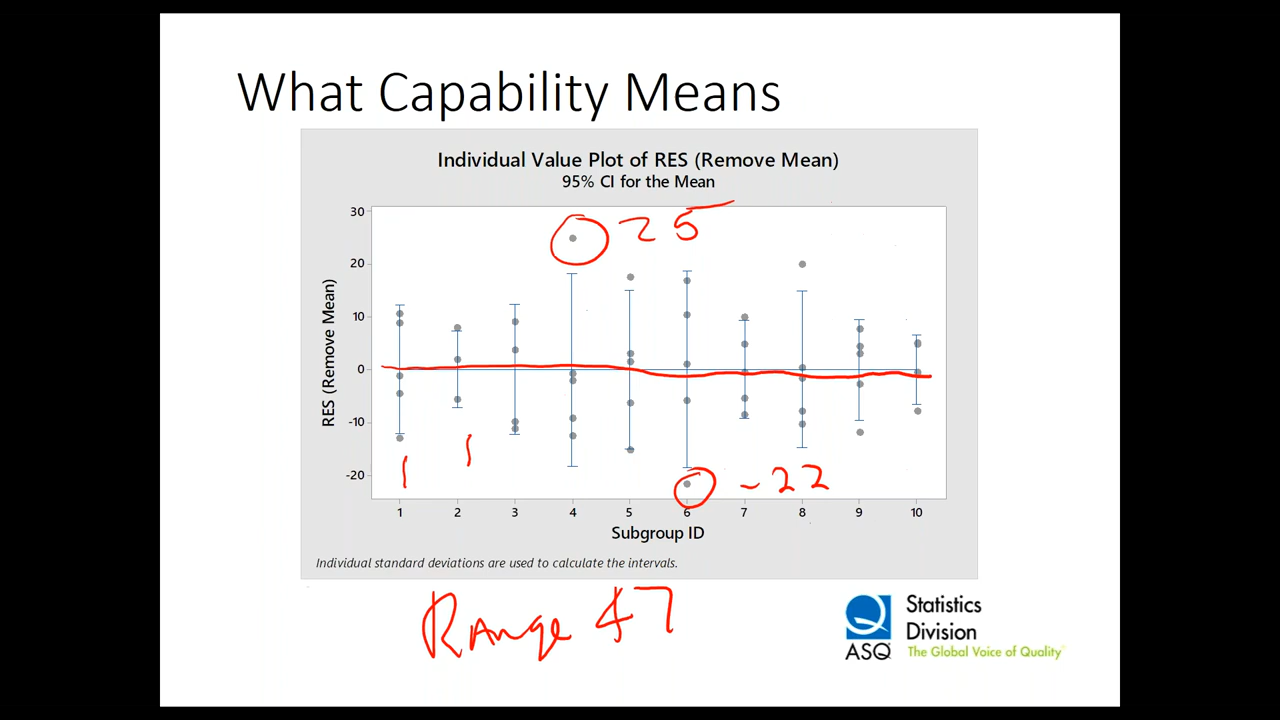 What Capability Means
Individual Value Plot of RES (Remove Mean)
95% CI for the Mean
RES (Remove Mean)
30
20
10
0
-10
-20
25
-22
1 2 3 4 5 6 7 8 9 10
Subgroup ID
Individual standard deviations are used to calculate the intervals.
Range 47
ASQ
Statistics
Division
The Global Voice of Quality